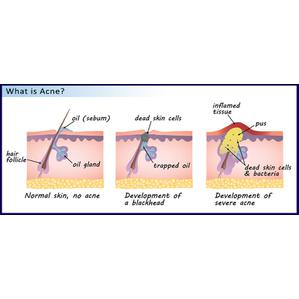 What is Acne?
oil (sebum)
hair
follicle
oil gland
Normal skin, no acne
dead skin cells
trapped oil
Development of
a blackhead
inflamed
tissue
pus
dead skin cells
& bacteria
Development of
severe acne